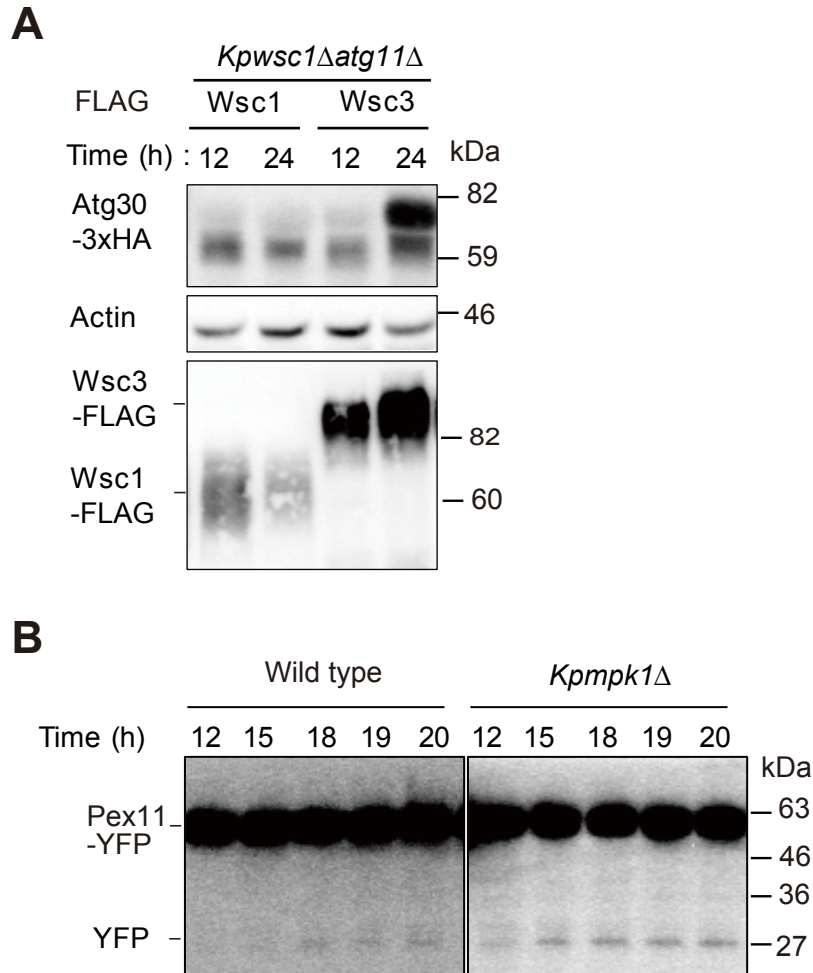 A
Kpwsc1Δatg11Δ
FLAG Wsc1 Wsc3
Time (h) : 12 24 12 24 kDa
Atg30
-3xHA
82
59
Actin
46
Wsc3
-FLAG
82
Wsc1
-FLAG
60
B
Wild type Kpmpk1Δ
Time (h) 12 15 18 19 20 12 15 18 19 20
kDa
Pex11
-YFP
63
46
36
YFP
27